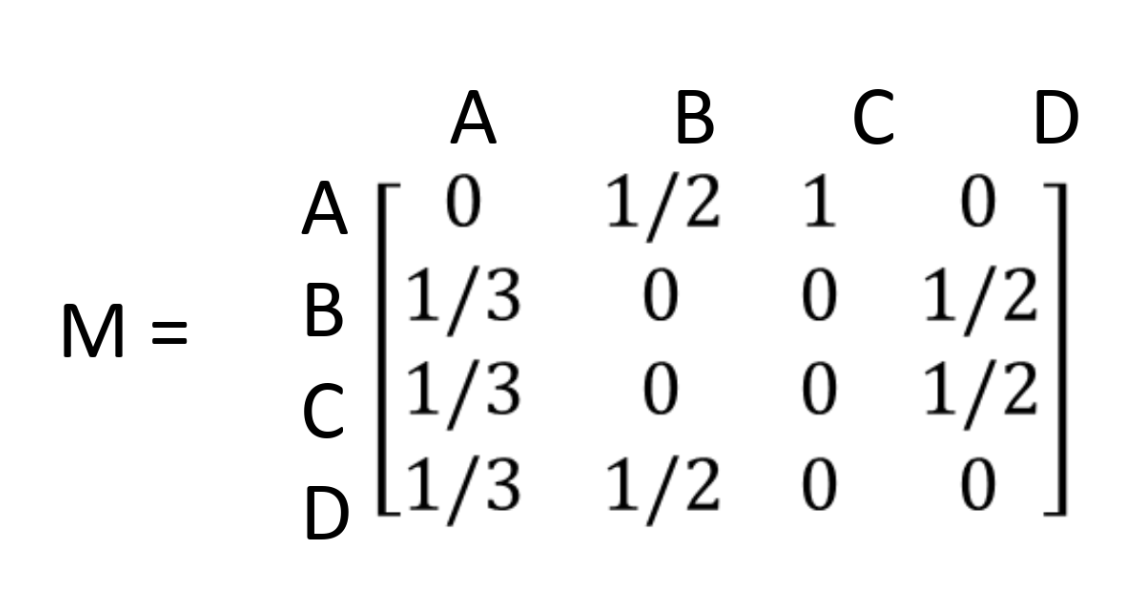 A B C D
A 0 1/2 1 0
B 1/3 0 0 1/2
M =
C 1/3 0 0 1/2
D 1/3 1/2 0 0